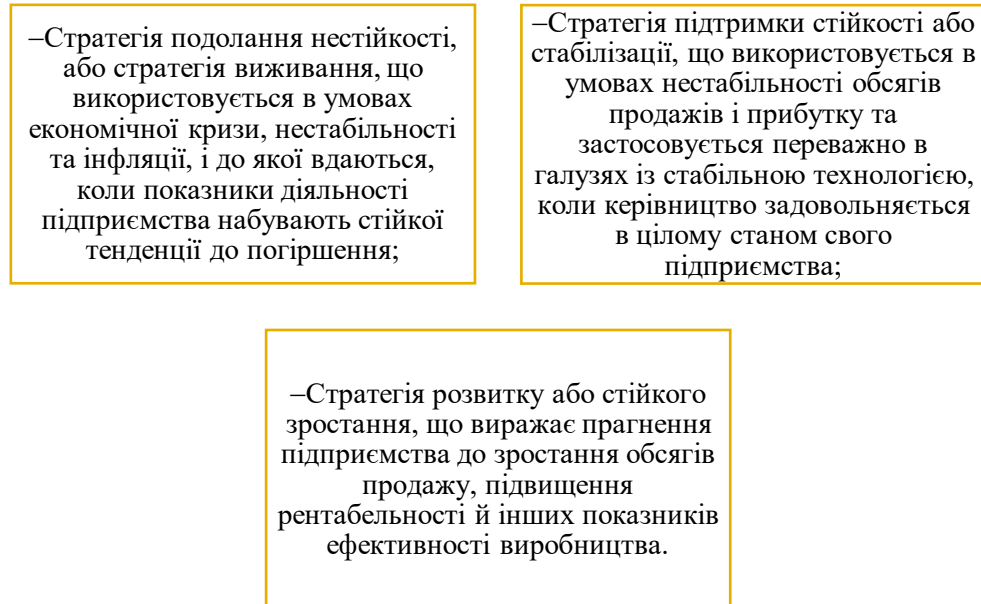 –Стратегія подолання нестійкості,
або стратегія виживання, що
використовується в умовах
економічної кризи, нестабільності
та інфляції, і до якої вдаються,
коли показники діяльності
підприємства набувають стійкої
тенденції до погіршення;
–Стратегія підтримки стійкості або
стабілізації, що використовується в
умовах нестабільності обсягів
продажів і прибутку та
застосовується переважно в
галузях із стабільною технологією,
коли керівництво задовольняється
в цілому станом свого
підприємства;
–Стратегія розвитку або стійкого
зростання, що виражає прагнення
підприємства до зростання обсягів
продажу, підвищення
рентабельності й інших показників
ефективності виробництва.